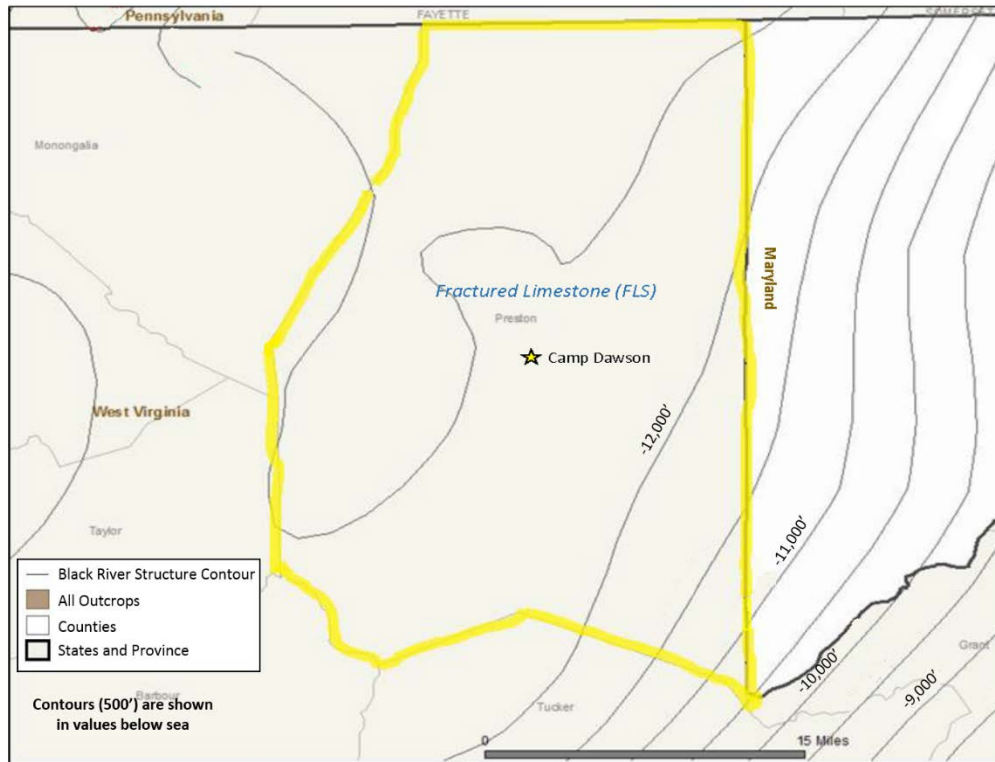 Pennsylvania
FAYETTE
SOMERSET
Monongalia
Maryland
Fractured Limestone (FLS)
Preston
Camp Dawson
West Virginia
-12,000’
Taylor
-11,000’
Black River Structure Contour
All Outcrops
Counties
States and Province
Grant
-10,000’
-9,000’
Barbour
Contours (500’) are shown
in values below sea
Tucker
0
15 Miles